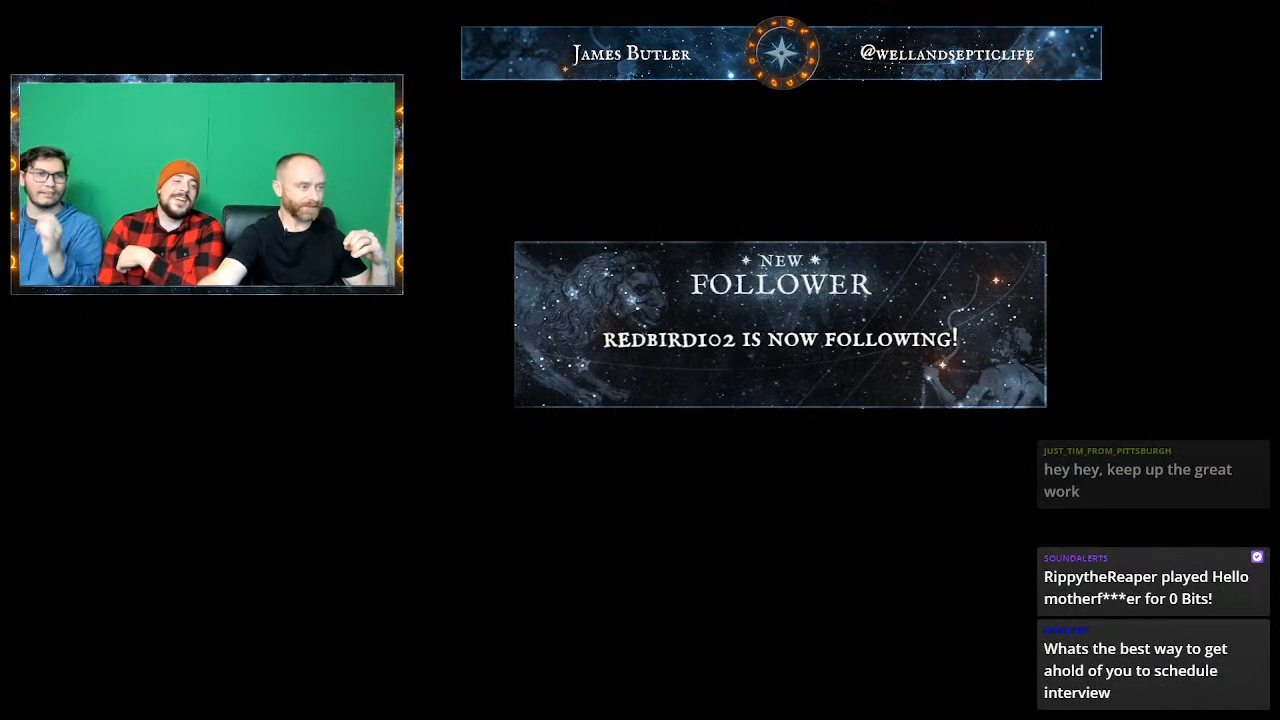 James Butler
@wellandsepticlife
NEW
FOLLOWER
redbird102 is now following!
JUST_TIM_FROM_PITTSBURGH
hey hey, keep up the great
work
SOUNDALERTS
RippytheReaper played Hello
motherf***er for 0 Bits!
Whats the best way to get
ahold of you to schedule
interview